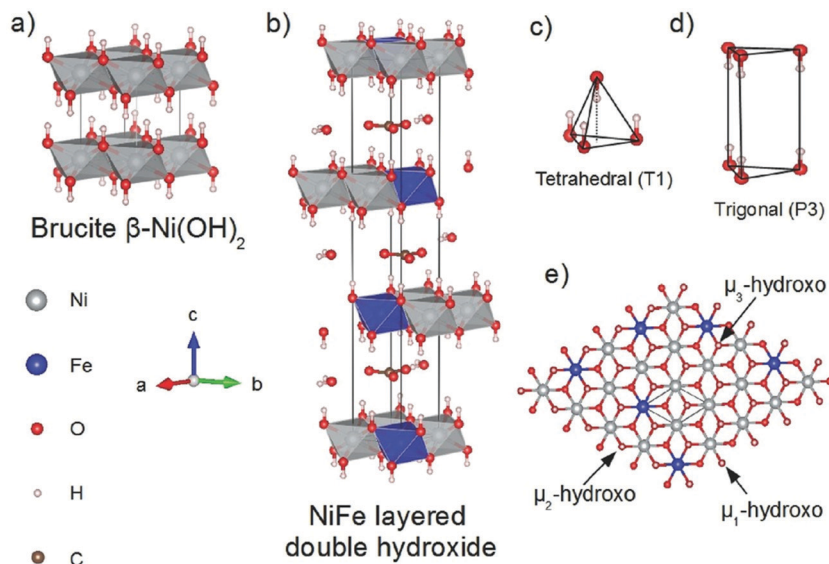 a)
Brucite β-Ni(OH)2
Ni
Fe
O
H
C
c
a
b
b)
NiFe layered
double hydroxide
c)
Tetrahedral (T1)
d)
Trigonal (P3)
e)
μ3-hydroxo
μ2-hydroxo
μ1-hydroxo